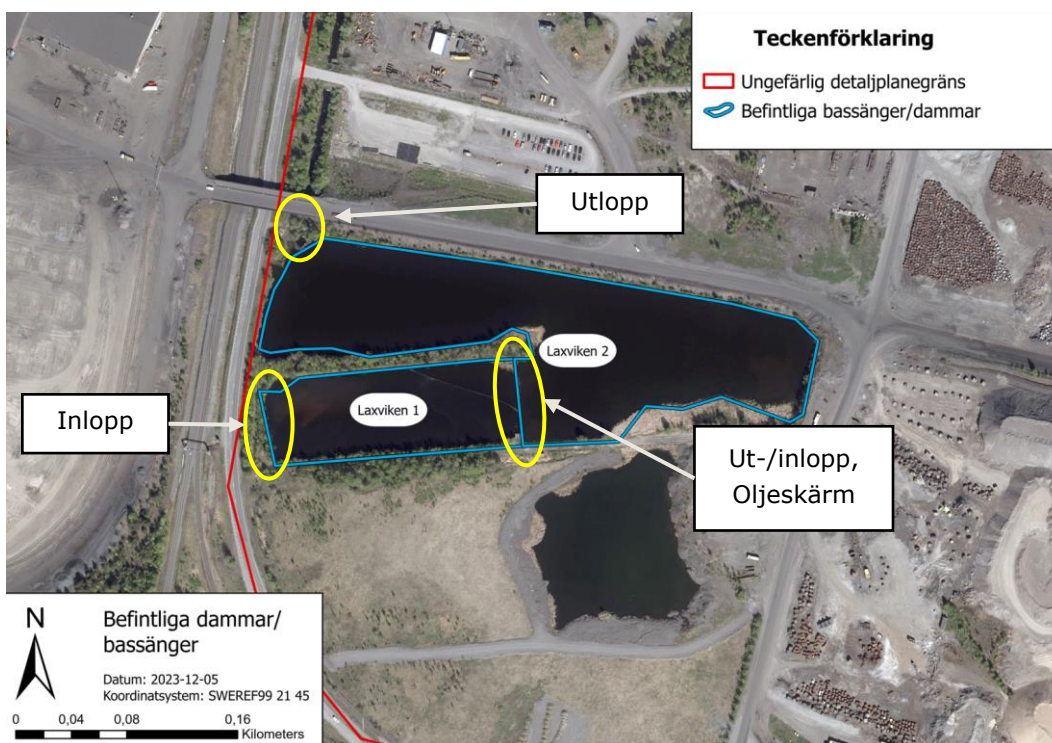 Teckenförklaring
Ungefärlig detaljplanegräns
Befintliga bassänger/dammar
Utlopp
Laxviken 2
Laxviken 1
Inlopp
Ut-/inlopp,
Oljeskärm
N
Befintliga dammar/
bassänger
Datum: 2023-12-05
Koordinatsystem: SWEREF99 21 45
0 0,04 0,08 0,16
Kilometers